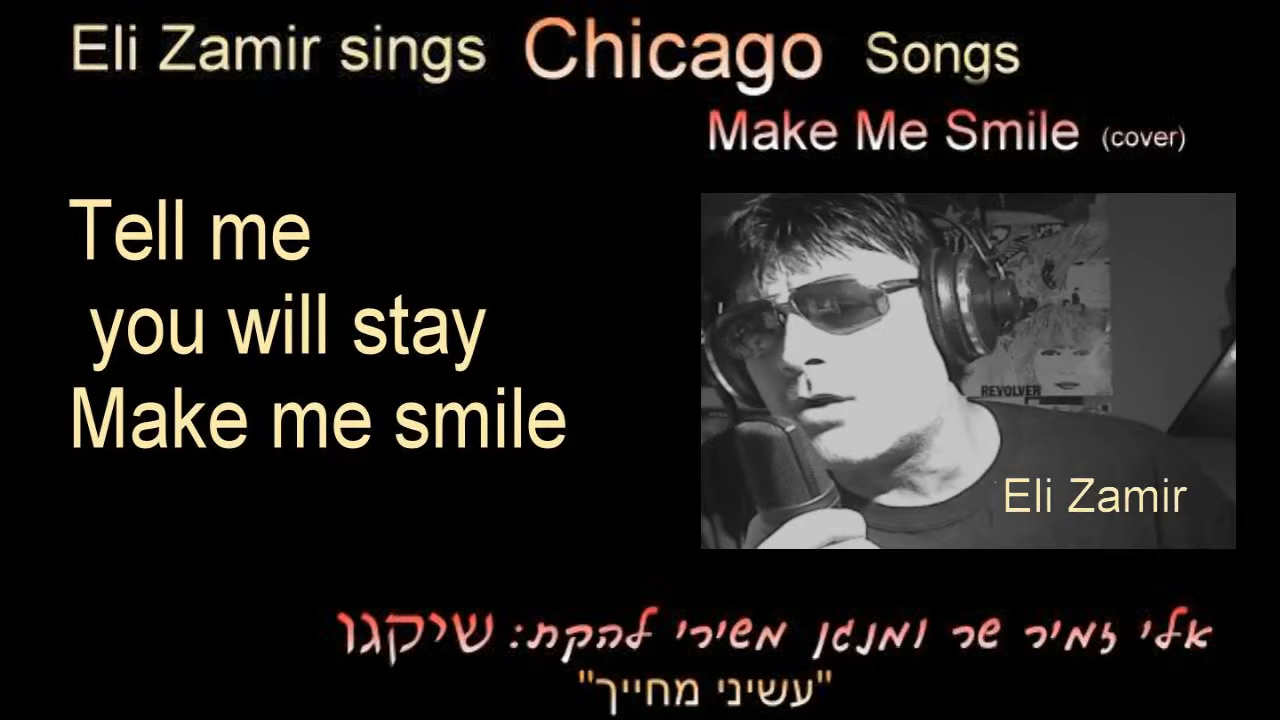 Eli Zamir sings Chicago Songs
Make Me Smile (cover)
Tell me
you will stay
Make me smile
REVOLVER
Eli Zamir
אלי זמיר שר ומנגן משירי להקת: שיקגו
"עשיני מחייך"